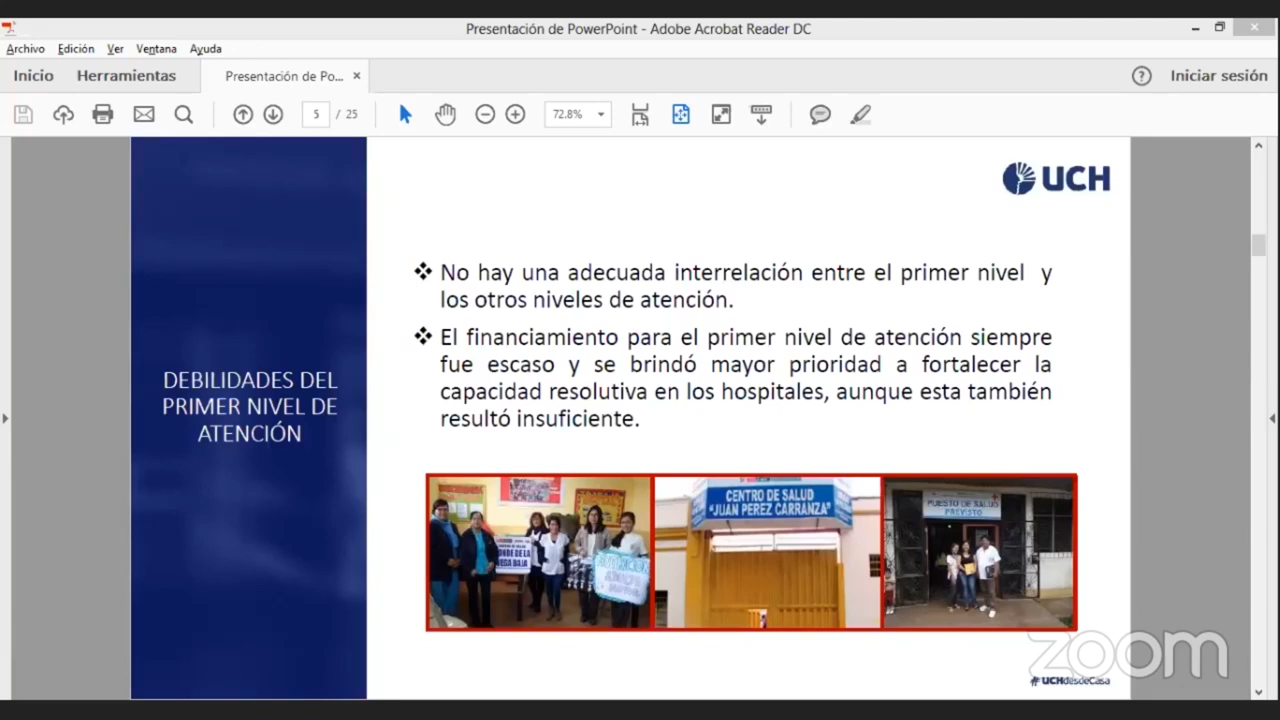 Presentación de PowerPoint - Adobe Acrobat Reader DC
Archivo Edición Ver Ventana Ayuda
Inicio Herramientas Presentación de Po... × Iniciar sesión
5 / 25 72.8%
UCH
DEBILIDADES DEL
PRIMER NIVEL DE
ATENCIÓN
No hay una adecuada interrelación entre el primer nivel y
los otros niveles de atención.
El financiamiento para el primer nivel de atención siempre
fue escaso y se brindó mayor prioridad a fortalecer la
capacidad resolutiva en los hospitales, aunque esta también
resultó insuficiente.
CENTRO DE SALUD
"JUAN PEREZ CARRANZA"
PUESTO DE SALUD
PREVISTO
zoom
#UCHdesdeCasa